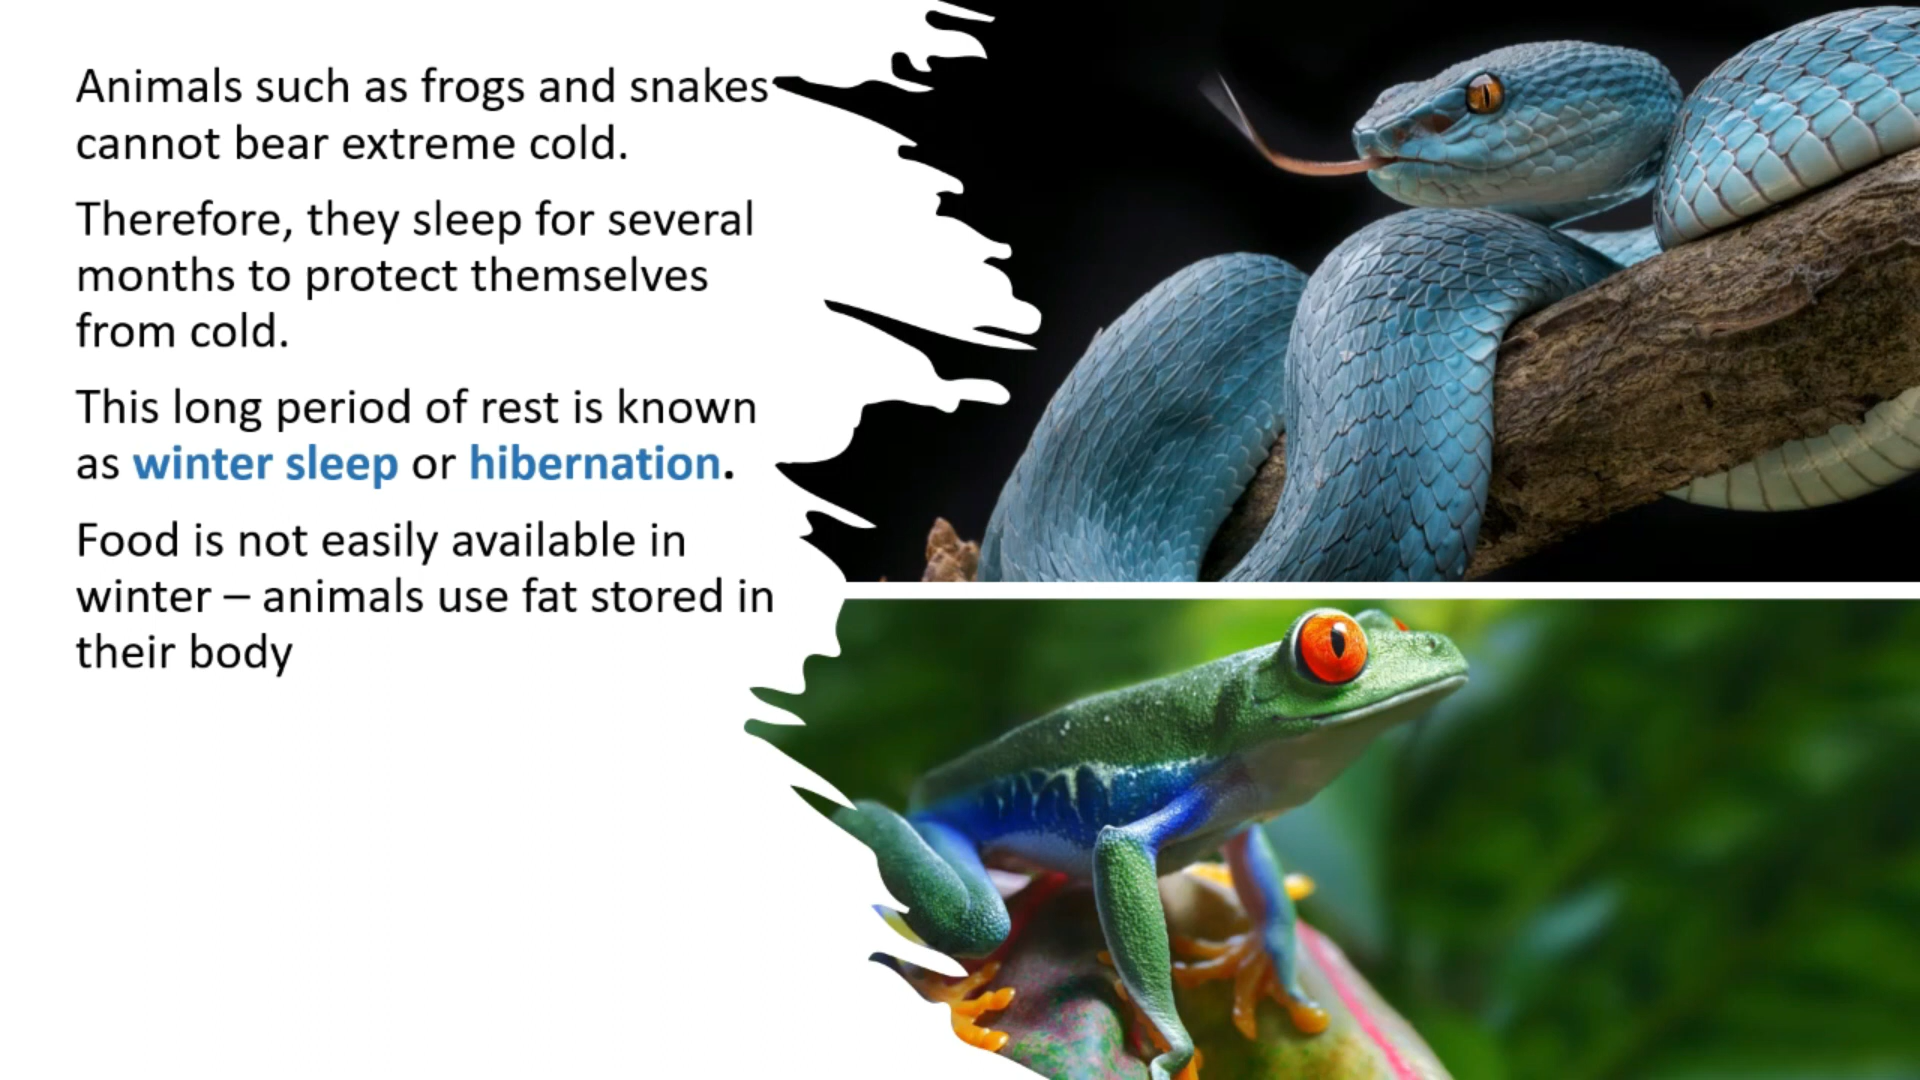 Animals such as frogs and snakes
cannot bear extreme cold.
Therefore, they sleep for several
months to protect themselves
from cold.
This long period of rest is known
as winter sleep or hibernation.
Food is not easily available in
winter – animals use fat stored in
their body